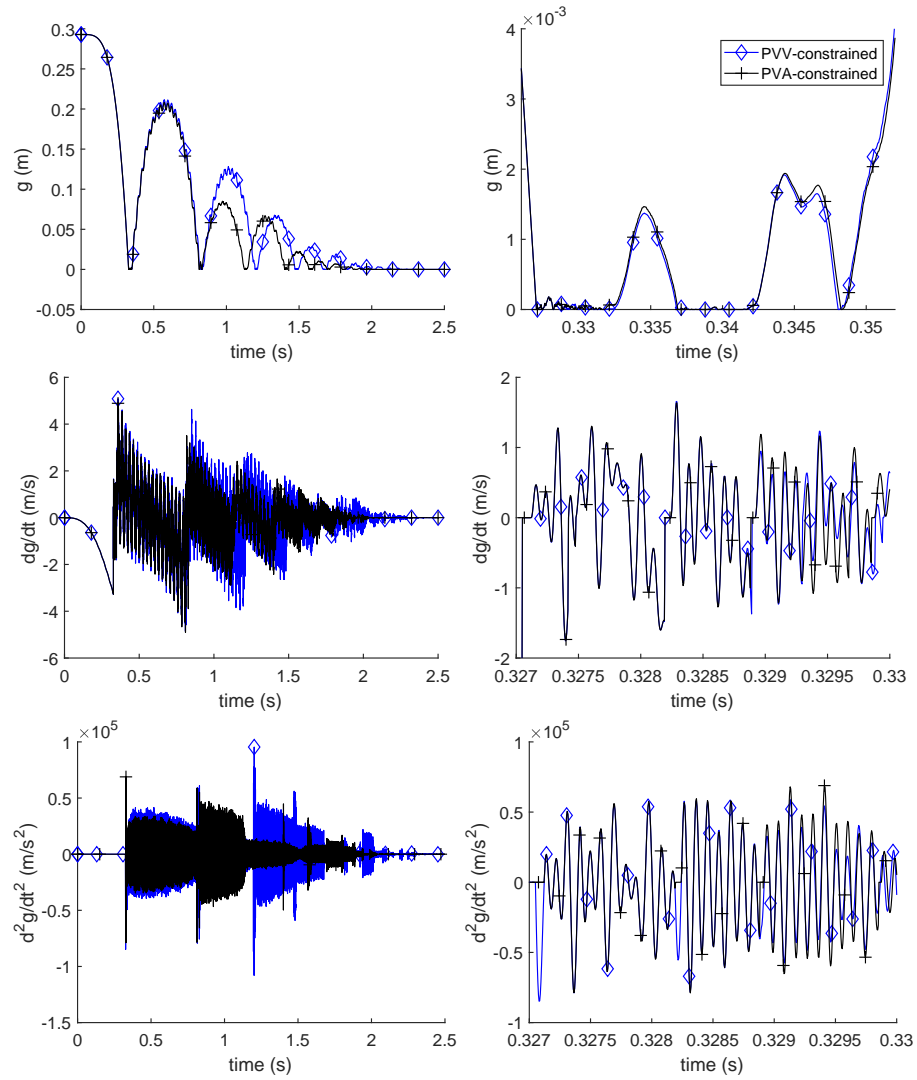 0.3
0.25
0.2
0.15
0.1
0.05
0
-0.05
g (m)
0 0.5 1 1.5 2 2.5
time (s)
×10-3
4
3
2
1
0
g (m)
PVV-constrained
PVA-constrained
0.33 0.335 0.34 0.345 0.35
time (s)
6
4
2
0
-2
-4
-6
dg/dt (m/s)
0 0.5 1 1.5 2 2.5
time (s)
2
1
0
-1
-2
dg/dt (m/s)
0.327 0.3275 0.328 0.3285 0.329 0.3295 0.33
time (s)
×10^5
1
0.5
0
-0.5
-1
-1.5
d²g/dt² (m/s²)
0 0.5 1 1.5 2 2.5
time (s)
×10^5
1
0.5
0
-0.5
-1
d²g/dt² (m/s²)
0.327 0.3275 0.328 0.3285 0.329 0.3295 0.33
time (s)